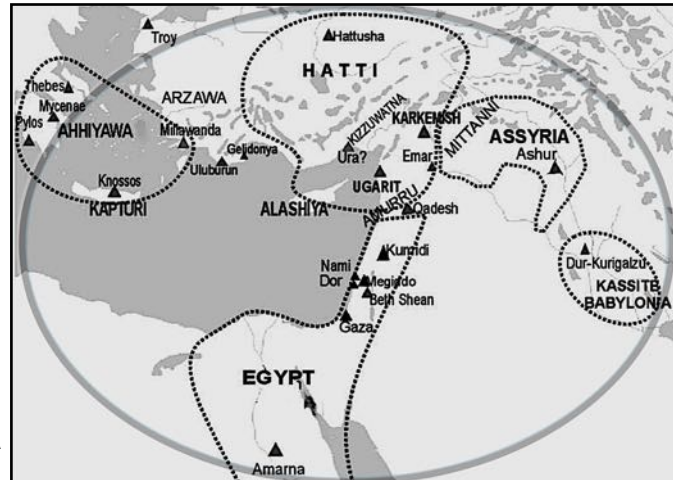 Troy
Hattusha
HATTI
Thebes
Mycenae
Pylos
ARZAWA
AHHIYAWA
Millawanda
Gelidonya
Uluburun
KIZZUWATNA
Ura?
KARKEMISH
MITTANNI
ASSYRIA
Ashur
Emar
UGARIT
Knossos
KAPTURI
ALASHIYA
AMURRU
Qadesh
Kumidi
Dur-Kurigalzu
KASSITE
BABYLONIA
Nami
Dor
Megiddo
Beth Shean
Gaza
EGYPT
Amarna